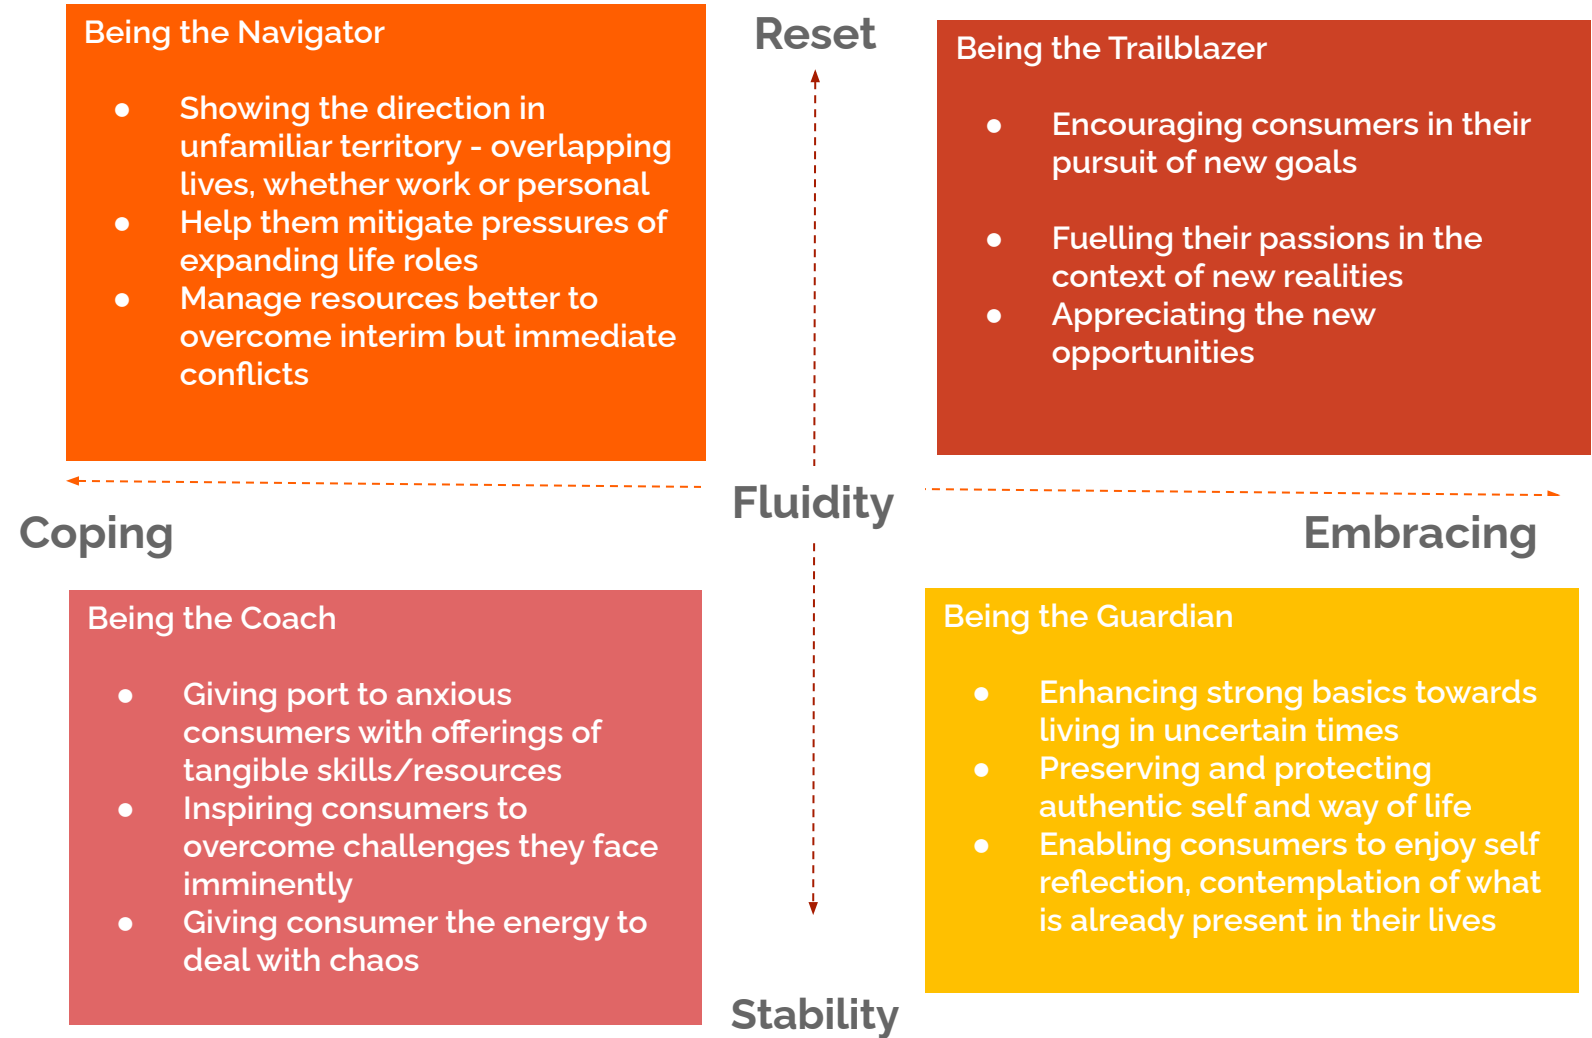 Being the Navigator
● Showing the direction in
unfamiliar territory - overlapping
lives, whether work or personal
● Help them mitigate pressures of
expanding life roles
● Manage resources better to
overcome interim but immediate
conflicts
Reset
Being the Trailblazer
● Encouraging consumers in their
pursuit of new goals
● Fuelling their passions in the
context of new realities
● Appreciating the new
opportunities
Coping
Fluidity
Embracing
Being the Coach
● Giving port to anxious
consumers with offerings of
tangible skills/resources
● Inspiring consumers to
overcome challenges they face
imminently
● Giving consumer the energy to
deal with chaos
Being the Guardian
● Enhancing strong basics towards
living in uncertain times
● Preserving and protecting
authentic self and way of life
● Enabling consumers to enjoy self
reflection, contemplation of what
is already present in their lives
Stability